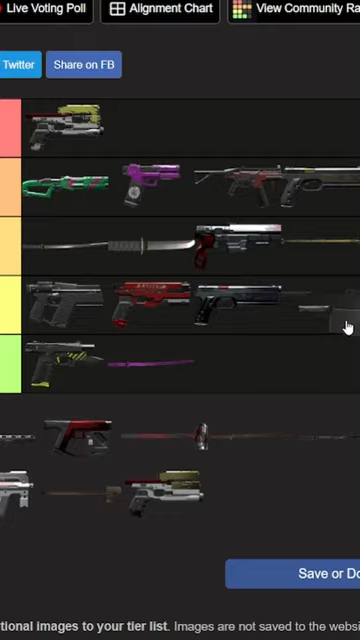 Live Voting Poll
Alignment Chart
View Community Ra
Twitter
Share on FB
Save or Do
tional images to your tier list. Images are not saved to the websi